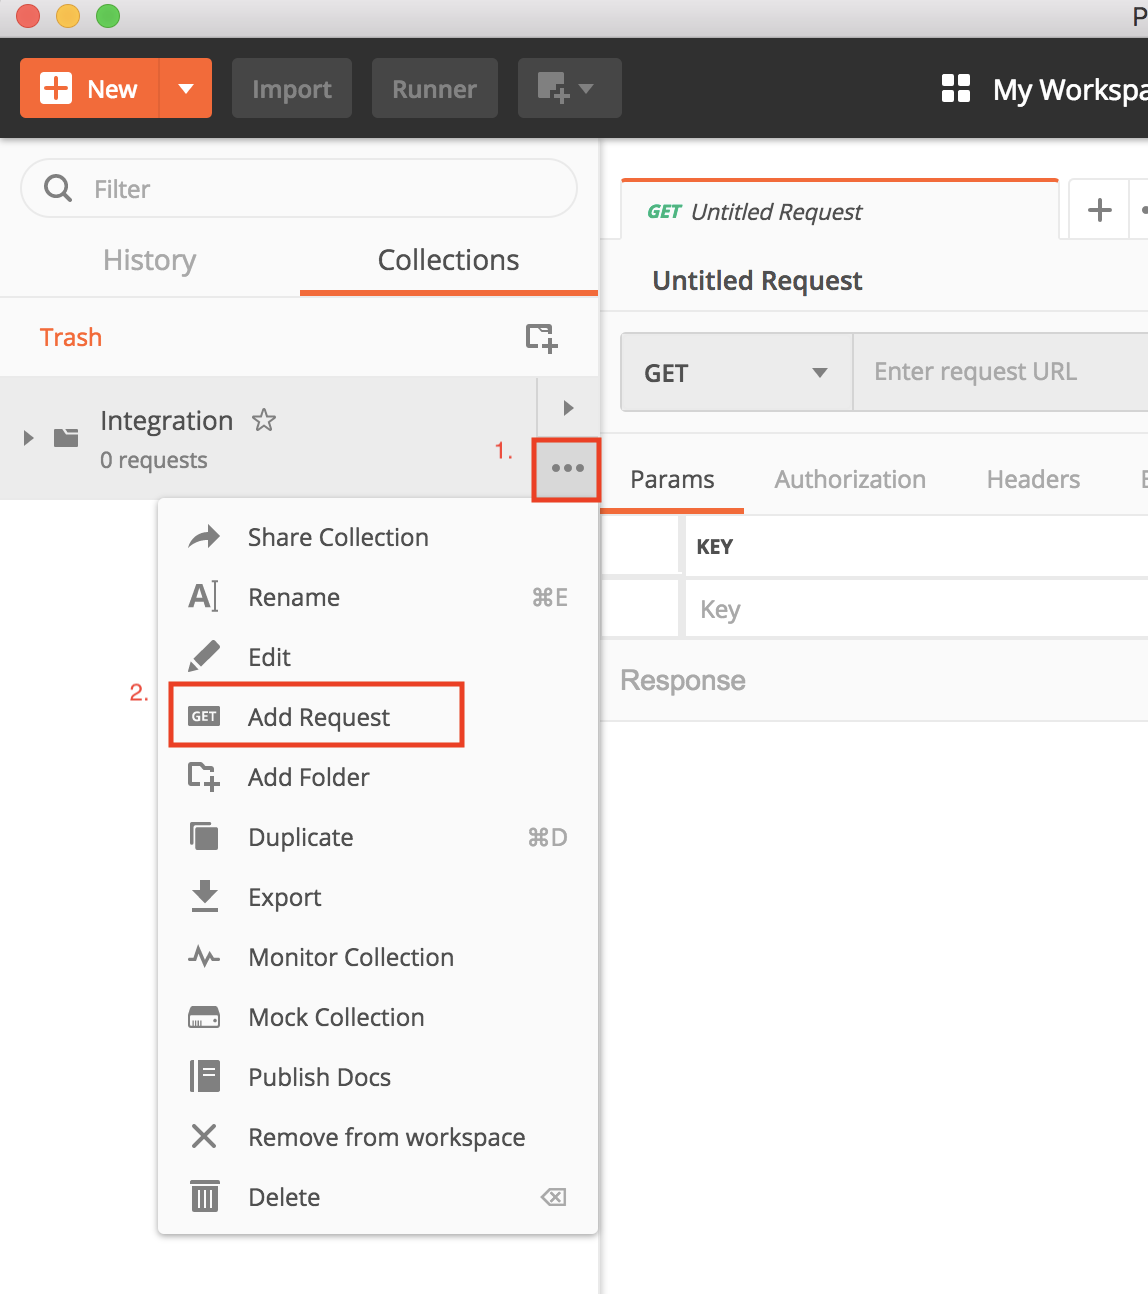 P
New
Import
Runner
My Workspa
Filter
History
Collections
Trash
Integration
0 requests
1.
Share Collection
Rename ⌘E
Edit
2.
GET Add Request
Add Folder
Duplicate ⌘D
Export
Monitor Collection
Mock Collection
Publish Docs
Remove from workspace
Delete
GET Untitled Request
Untitled Request
GET
Enter request URL
Params
Authorization
Headers
KEY
Key
Response